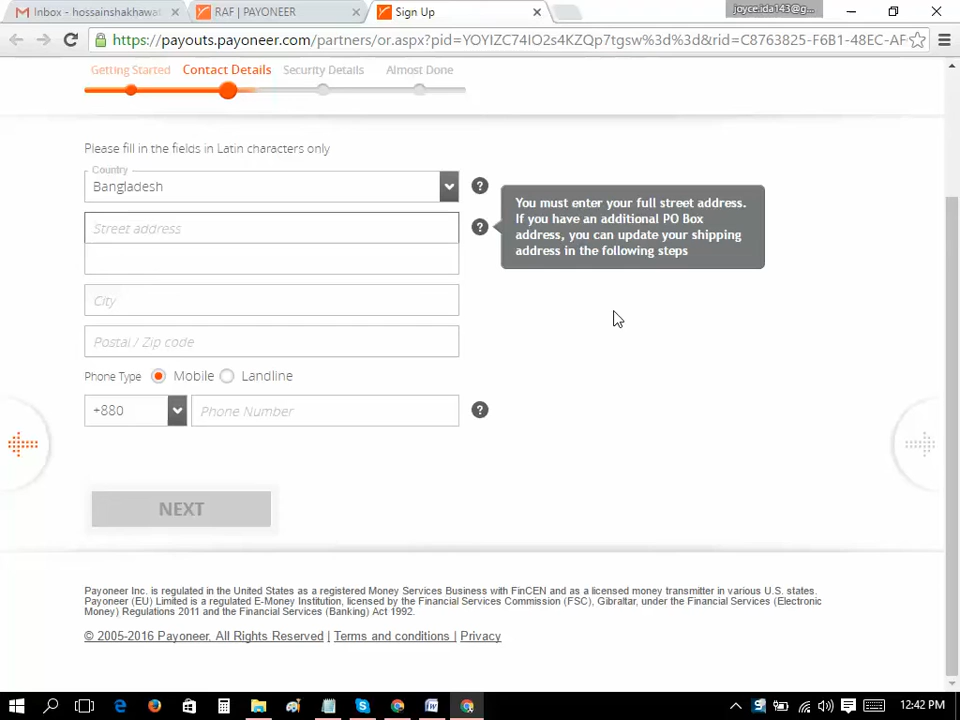 Inbox - hossainshakhawa
RAF | PAYONEER
Sign Up
joyce.ida143@g...
https://payouts.payoneer.com/partners/or.aspx?pid=YOYIZC74IO2s4KZQp7tgsw%3d%3d&rid=C8763825-F6B1-48EC-AF
Getting Started
Contact Details
Security Details
Almost Done
Please fill in the fields in Latin characters only
Country
Bangladesh
?
You must enter your full street address.
If you have an additional PO Box
address, you can update your shipping
address in the following steps
Street address
?
City
Postal / Zip code
Phone Type
Mobile
Landline
+880
Phone Number
?
NEXT
Payoneer Inc. is regulated in the United States as a registered Money Services Business with FinCEN and as a licensed money transmitter in various U.S. states.
Payoneer (EU) Limited is a regulated E-Money Institution, licensed by the Financial Services Commission (FSC), Gibraltar, under the Financial Services (Electronic
Money) Regulations 2011 and the Financial Services (Banking) Act 1992.
© 2005-2016 Payoneer, All Rights Reserved | Terms and conditions | Privacy
12:42 PM